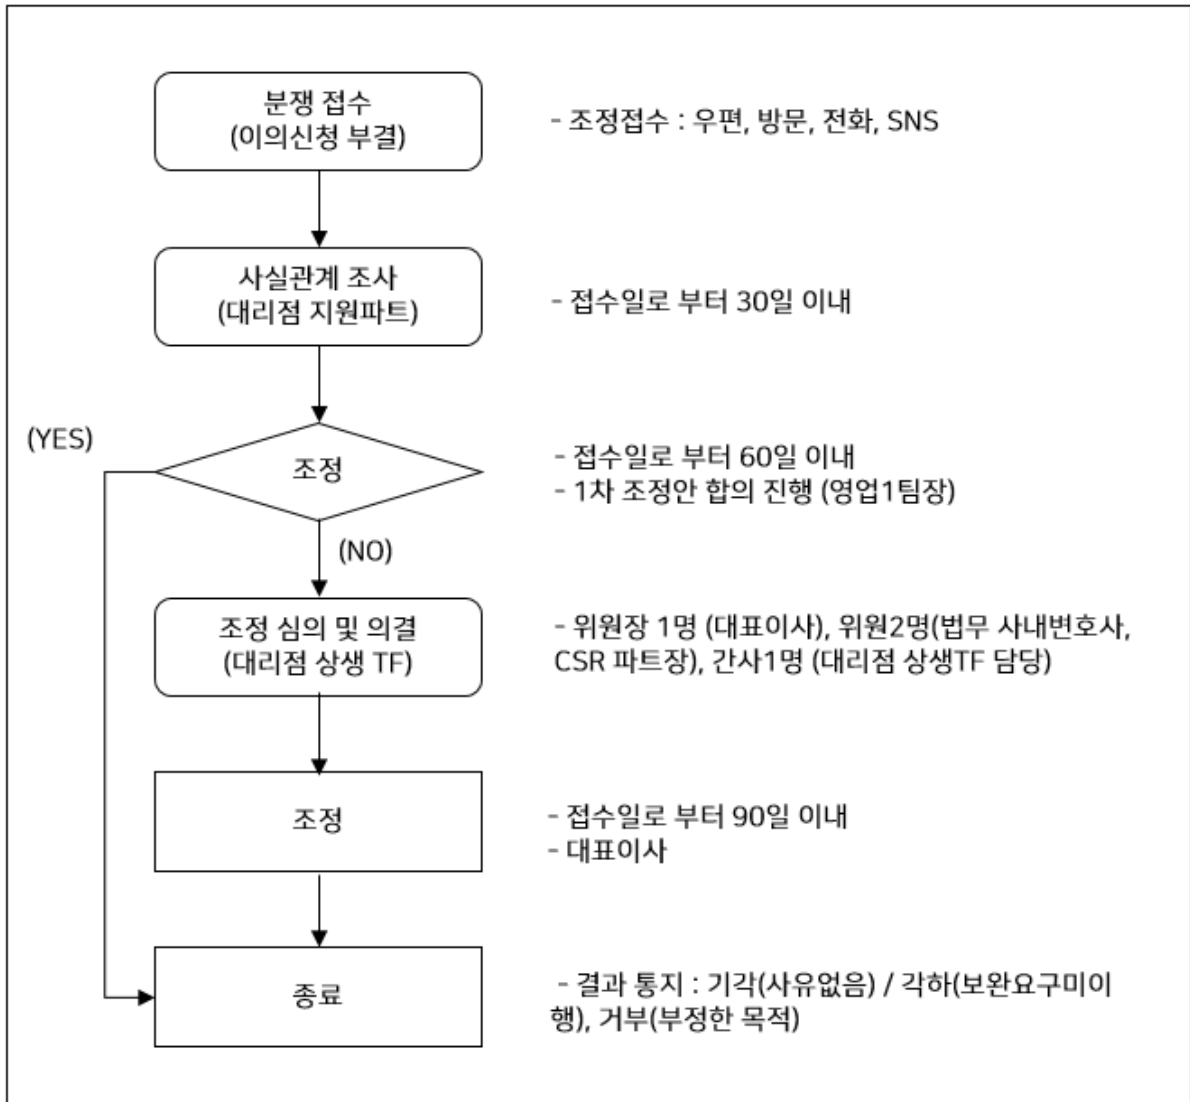 분쟁 접수
(이의신청 부결)
- 조정접수 : 우편, 방문, 전화, SNS
사실관계 조사
(대리점 지원파트)
- 접수일로 부터 30일 이내
(YES)
조정
- 접수일로 부터 60일 이내
- 1차 조정안 합의 진행 (영업1팀장)
(NO)
조정 심의 및 의결
(대리점 상생 TF)
- 위원장 1명 (대표이사), 위원2명(법무 사내변호사,
CSR 파트장), 간사1명 (대리점 상생TF 담당)
조정
- 접수일로 부터 90일 이내
- 대표이사
종료
- 결과 통지 : 기각(사유없음) / 각하(보완요구미이
행), 거부(부정한 목적)